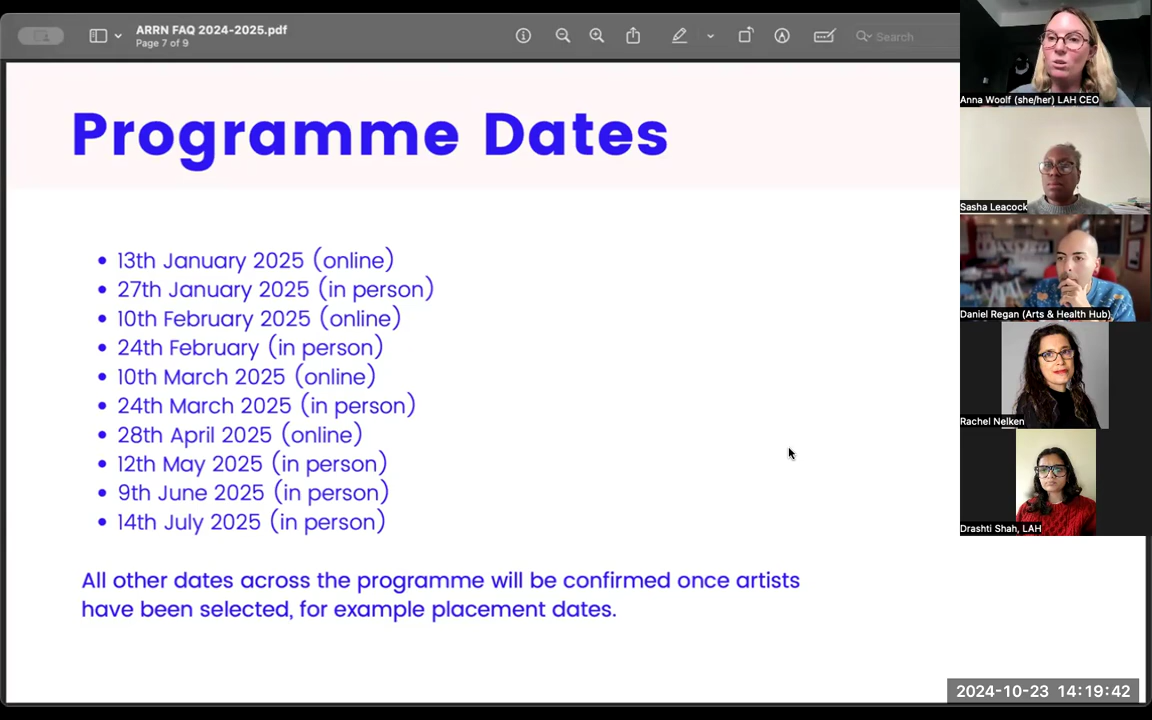 ARRN FAQ 2024-2025.pdf
Page 7 of 9
Search
Programme Dates
• 13th January 2025 (online)
• 27th January 2025 (in person)
• 10th February 2025 (online)
• 24th February (in person)
• 10th March 2025 (online)
• 24th March 2025 (in person)
• 28th April 2025 (online)
• 12th May 2025 (in person)
• 9th June 2025 (in person)
• 14th July 2025 (in person)
All other dates across the programme will be confirmed once artists
have been selected, for example placement dates.
Anna Woolf (she/her) LAH CEO
Sasha Leacock
Daniel Regan (Arts & Health Hub)
Rachel Nelken
Drashti Shah, LAH
2024-10-23 14:19:42